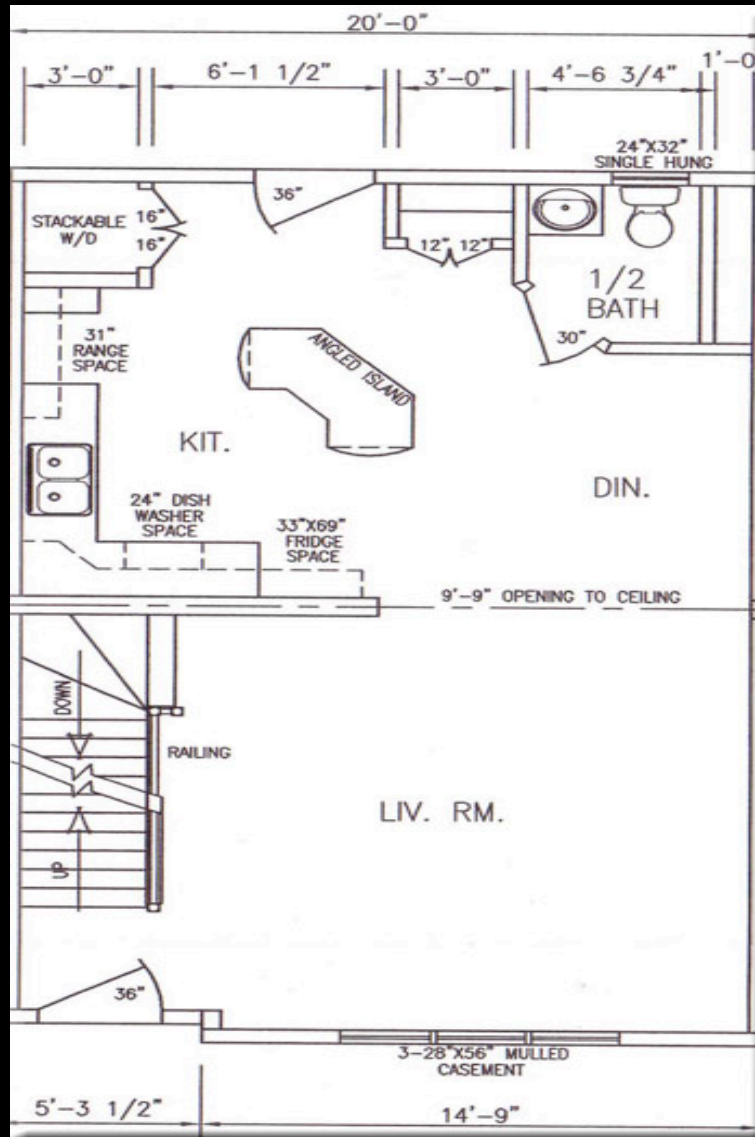 20'-0"
3'-0"
6'-1 1/2"
3'-0"
4'-6 3/4"
1'-0
24"X32"
SINGLE HUNG
STACKABLE
W/D
16"
16"
36"
12" 12"
1/2
BATH
30"
31"
RANGE
SPACE
ANGLED ISLAND
KIT.
DIN.
24" DISH
WASHER
SPACE
33"X69"
FRIDGE
SPACE
9'-9" OPENING TO CEILING
DOWN
RAILING
LIV. RM.
UP
36"
3-28"X56" MULLED
CASEMENT
5'-3 1/2"
14'-9"